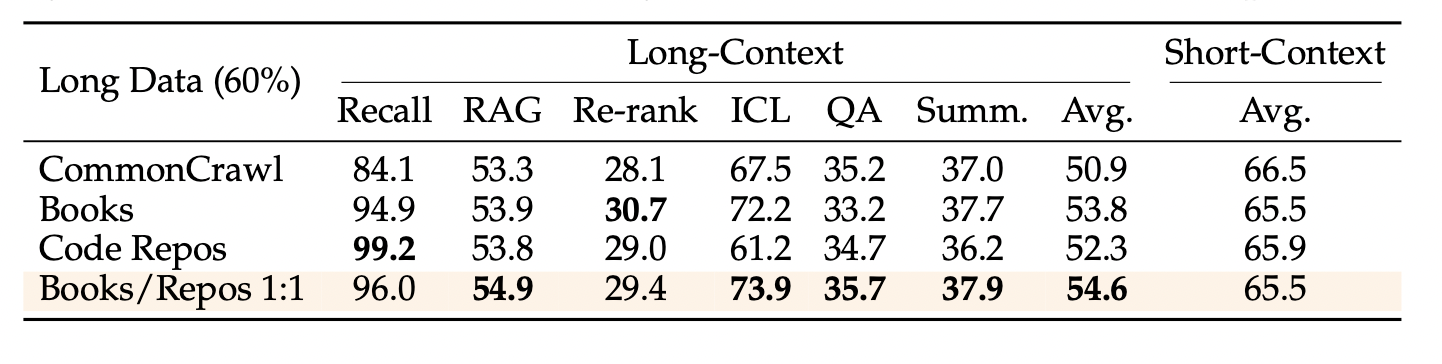 Long-Context Short-Context
Long Data (60%)
Recall RAG Re-rank ICL QA Summ. Avg. Avg.
CommonCrawl 84.1 53.3 28.1 67.5 35.2 37.0 50.9 66.5
Books 94.9 53.9 30.7 72.2 33.2 37.7 53.8 65.5
Code Repos 99.2 53.8 29.0 61.2 34.7 36.2 52.3 65.9
Books/Repos 1:1 96.0 54.9 29.4 73.9 35.7 37.9 54.6 65.5